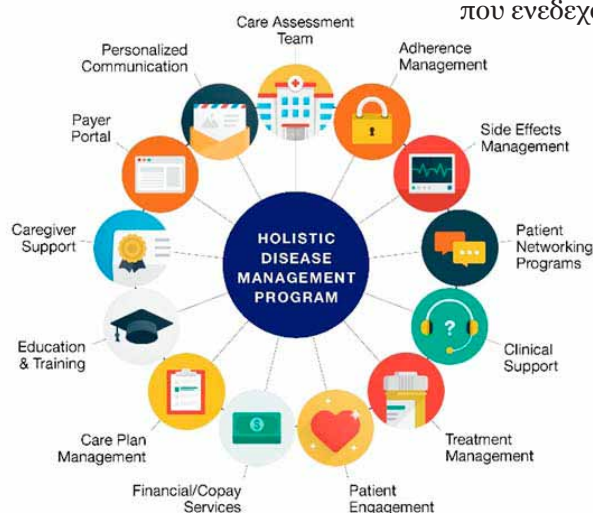 που ενεδεχ
Care Assessment
Team
Adherence
Management
Side Effects
Management
Patient
Networking
Programs
Clinical
Support
Treatment
Management
Patient
Engagement
Financial/Copay
Services
Care Plan
Management
Education
& Training
Caregiver
Support
Payer
Portal
Personalized
Communication
HOLISTIC
DISEASE
MANAGEMENT
PROGRAM
?
$